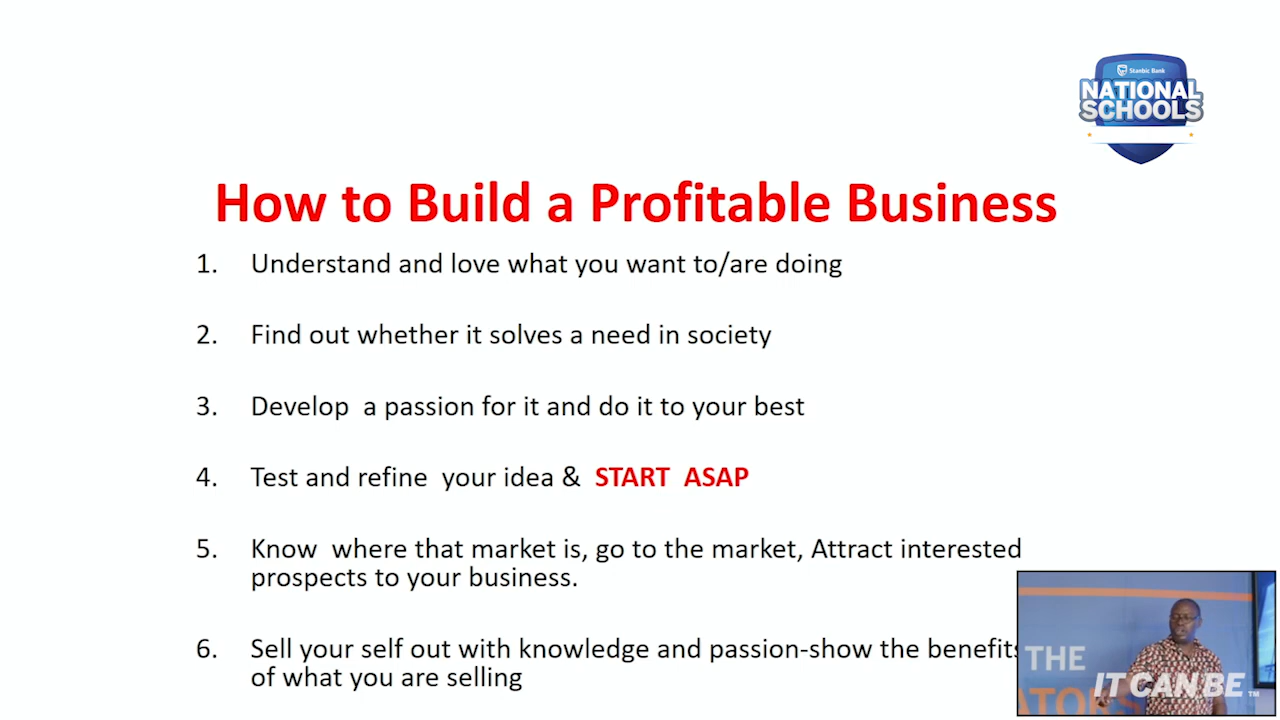 Stanbic Bank
NATIONAL
SCHOOLS
How to Build a Profitable Business
1. Understand and love what you want to/are doing
2. Find out whether it solves a need in society
3. Develop a passion for it and do it to your best
4. Test and refine your idea & START ASAP
5. Know where that market is, go to the market, Attract interested
prospects to your business.
6. Sell your self out with knowledge and passion-show the benefits
of what you are selling
THE
IT CAN BE™